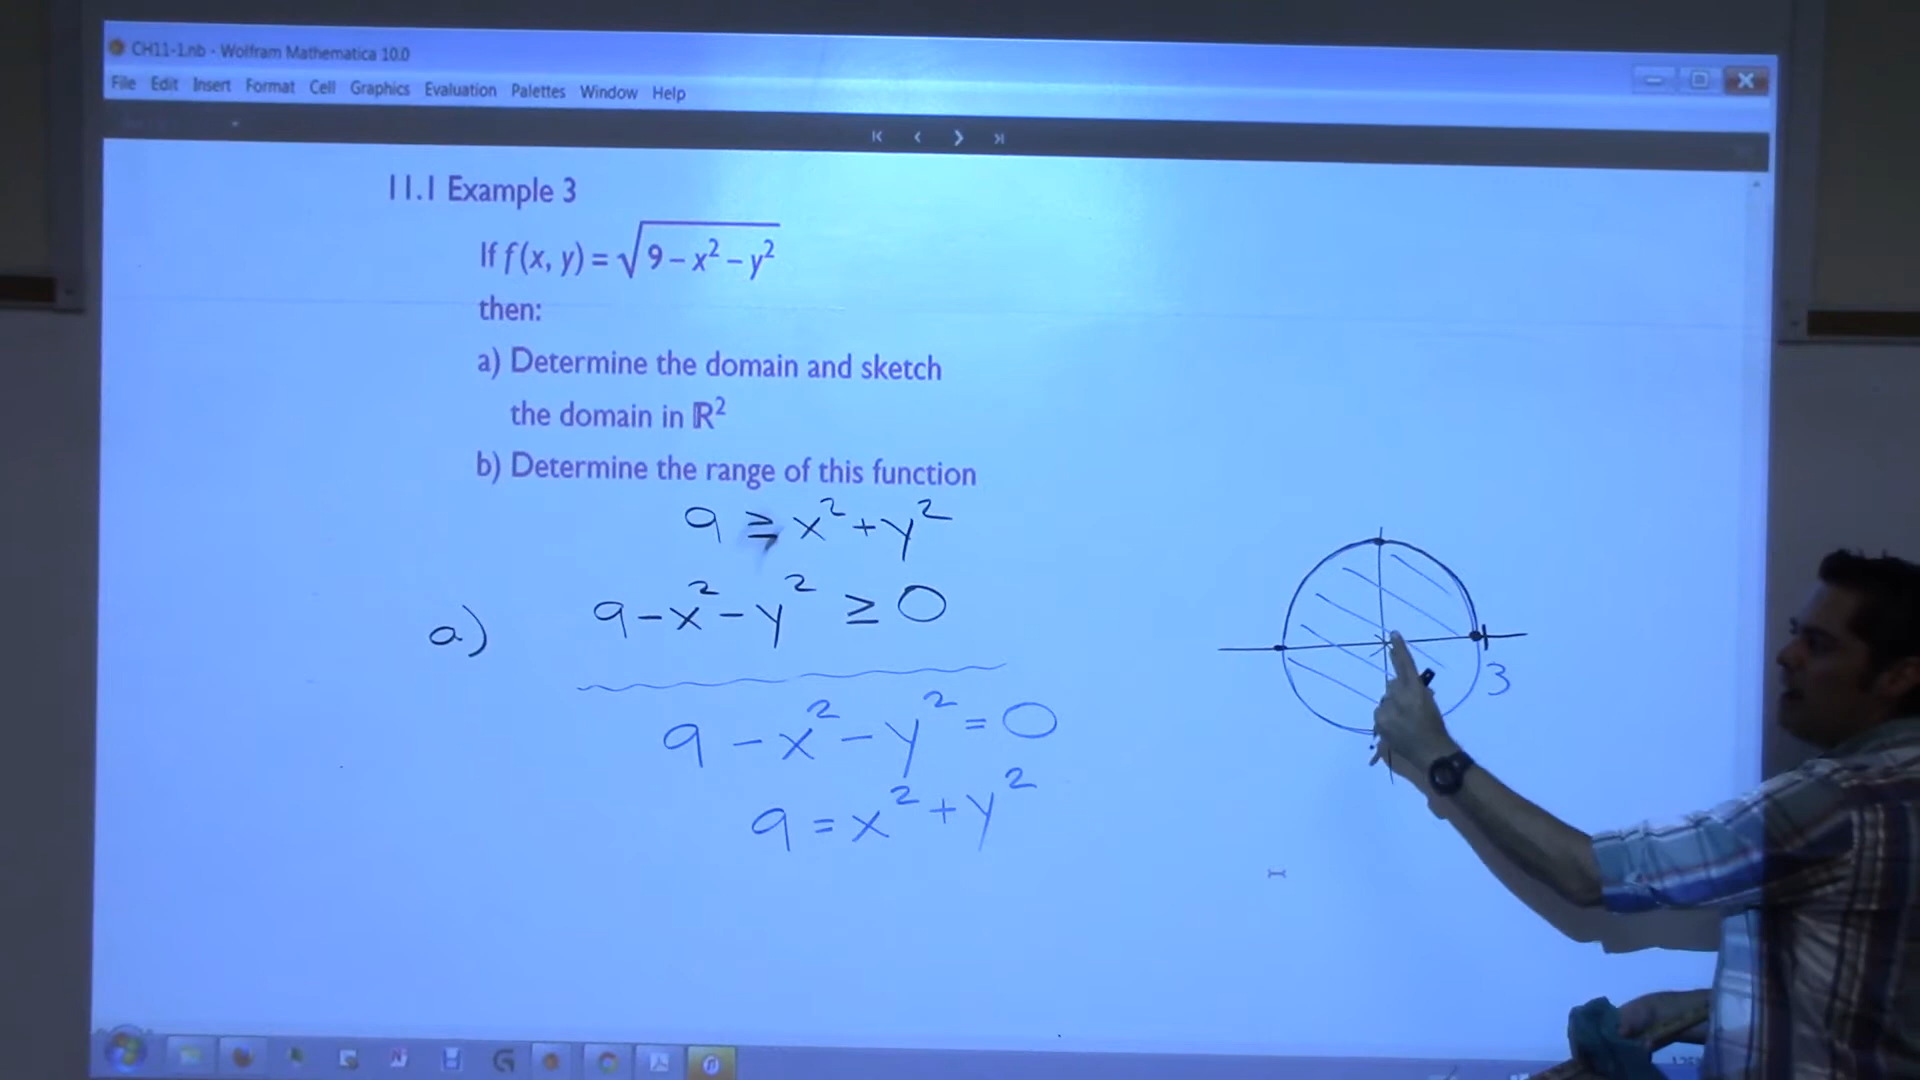 CH11-1.nb - Wolfram Mathematica 10.0
File Edit Insert Format Cell Graphics Evaluation Palettes Window Help
11.1 Example 3
If f(x, y) = √(9 – x² – y²)
then:
a) Determine the domain and sketch
the domain in ℝ²
b) Determine the range of this function
9 ≥ x² + y²
a) 9 - x² - y² ≥ 0
3
9 - x² - y² = 0
9 = x² + y²